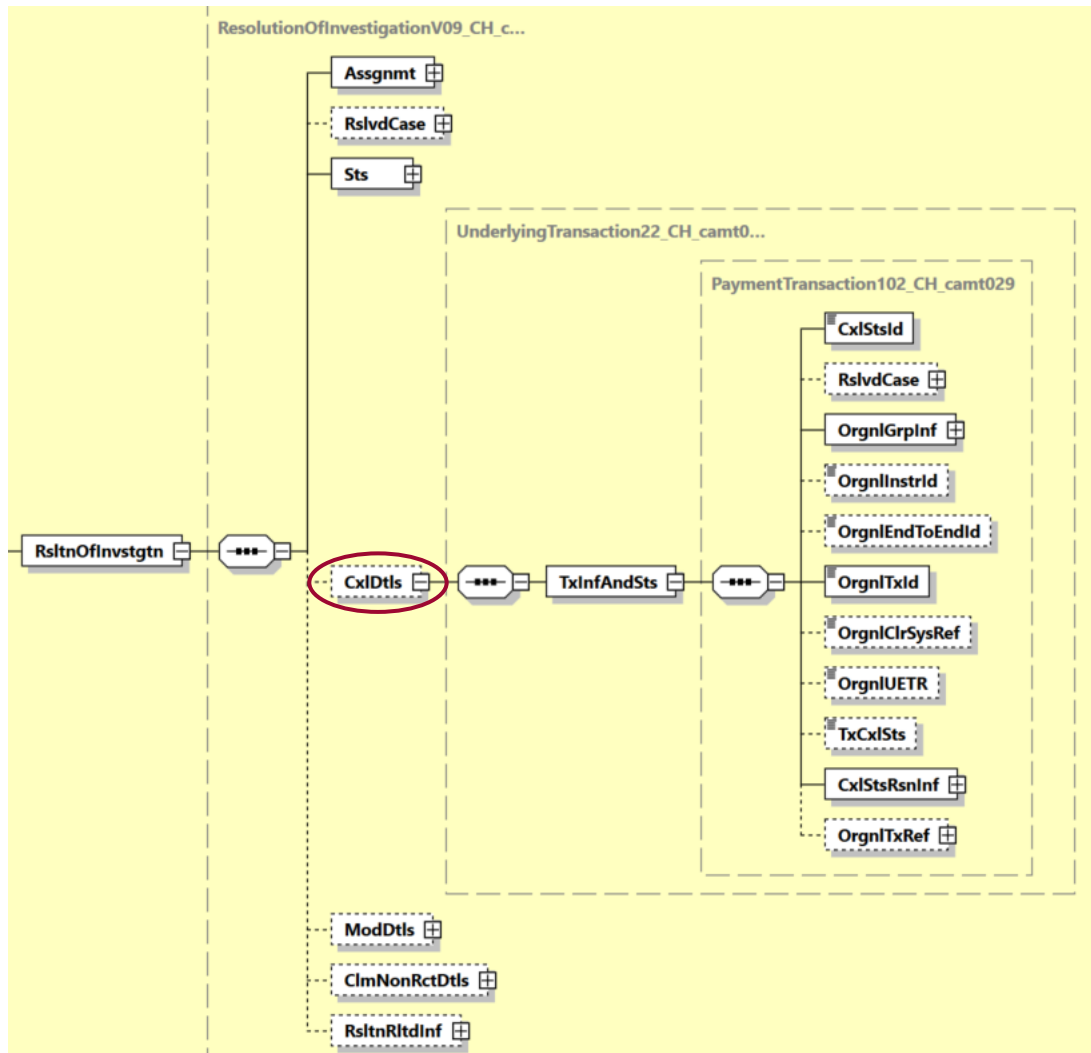 ResolutionOfInvestigationV09_CH_c...
Assgnmt
RslvdCase
Sts
UnderlyingTransaction22_CH_camt0...
PaymentTransaction102_CH_camt029
CxlStsId
RslvdCase
OrgnlGrpInf
OrgnlInstrId
OrgnlEndToEndId
RsltnOfInvstgtn
CxlDtls
TxInfAndSts
OrgnlTxId
OrgnlClrSysRef
OrgnlUETR
TxCxlSts
CxlStsRsnInf
OrgnlTxRef
ModDtls
ClmNonRctDtls
RsltnRltdInf